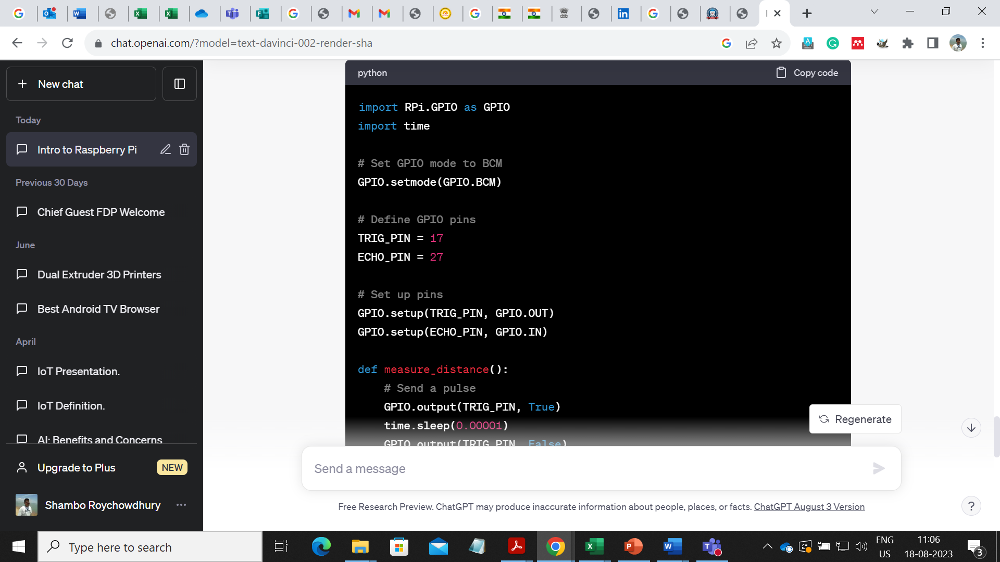 chat.openai.com/?model=text-davinci-002-render-sha
New chat
Today
Intro to Raspberry Pi
Previous 30 Days
Chief Guest FDP Welcome
June
Dual Extruder 3D Printers
Best Android TV Browser
April
IoT Presentation.
IoT Definition.
AI: Benefits and Concerns
Upgrade to Plus NEW
Shambo Roychowdhury
python Copy code
import RPi.GPIO as GPIO
import time
# Set GPIO mode to BCM
GPIO.setmode(GPIO.BCM)
# Define GPIO pins
TRIG_PIN = 17
ECHO_PIN = 27
# Set up pins
GPIO.setup(TRIG_PIN, GPIO.OUT)
GPIO.setup(ECHO_PIN, GPIO.IN)
def measure_distance():
# Send a pulse
GPIO.output(TRIG_PIN, True)
time.sleep(0.00001)
GPIO.output(TRIG_PIN, False)
Regenerate
Send a message
Free Research Preview. ChatGPT may produce inaccurate information about people, places, or facts. ChatGPT August 3 Version
?
Type here to search
ENG
US
11:06
18-08-2023
3